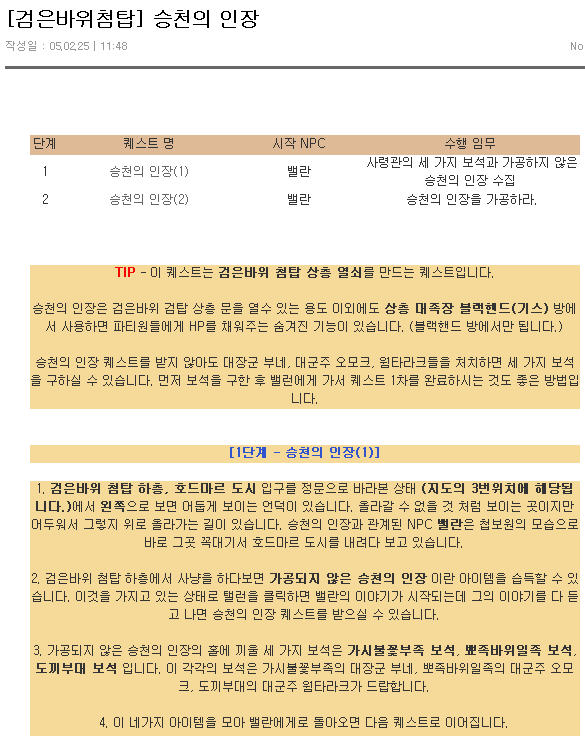 [검은바위첨탑] 승천의 인장
작성일 : 05,02,25 | 11:48 No
단계 퀘스트 명 시작 NPC 수행 임무
1 승천의 인장(1) 밸란 사령관의 세 가지 보석과 가공하지 않은
승천의 인장 수집
2 승천의 인장(2) 밸란 승천의 인장을 가공하라.
TIP - 이 퀘스트는 검은바위 첨탑 상층 열쇠를 만드는 퀘스트입니다.
승천의 인장은 검은바위 검탑 상층 문을 열수 있는 용도 이외에도 상층 대족장 블랙핸드(기스) 방에
서 사용하면 파티원들에게 HP를 채워주는 숨겨진 기능이 있습니다. (블랙핸드 방에서만 됩니다.)
승천의 인장 퀘스트를 받지 않아도 대장군 부네, 대군주 오모크, 웜타라크들을 처치하면 세 가지 보석
을 구하실 수 있습니다. 먼저 보석을 구한 후 밸런에게 가서 퀘스트 1차를 완료하시는 것도 좋은 방법입
니다.
[1단계 - 승천의 인장(1)]
1. 검은바위 첨탑 하층, 호드마르 도시 입구를 정문으로 바라본 상태 (지도의 3번위치에 해당됩
니다.)에서 왼쪽으로 보면 어둡게 보이는 언덕이 있습니다. 올라갈 수 없을 것 처럼 보이는 곳이지만
어두워서 그렇지 위로 올라가는 길이 있습니다. 승천의 인장과 관계된 NPC 밸란은 첩보원의 모습으로
바로 그곳 꼭대기서 호드마르 도시를 내려다 보고 있습니다.
2. 검은바위 첨탑 하층에서 사냥을 하다보면 가공되지 않은 승천의 인장 이란 아이템을 습득할 수 있
습니다. 이것을 가지고 있는 상태로 밸런을 클릭하면 밸란의 이야기가 시작되는데 그의 이야기를 다 듣
고 나면 승천의 인장 퀘스트를 받으실 수 있습니다.
3. 가공되지 않은 승천의 인장의 홀에 끼울 세 가지 보석은 가시불꽃부족 보석, 뾰족바위일족 보석,
도끼부대 보석 입니다. 이 각각의 보석은 가시불꽃부족의 대장군 부네, 뾰족바위일족의 대군주 오모
크, 도끼부대의 대군주 웜타라크가 드랍합니다.
4. 이 네가지 아이템을 모아 밸란에게로 돌아오면 다음 퀘스트로 이어집니다.